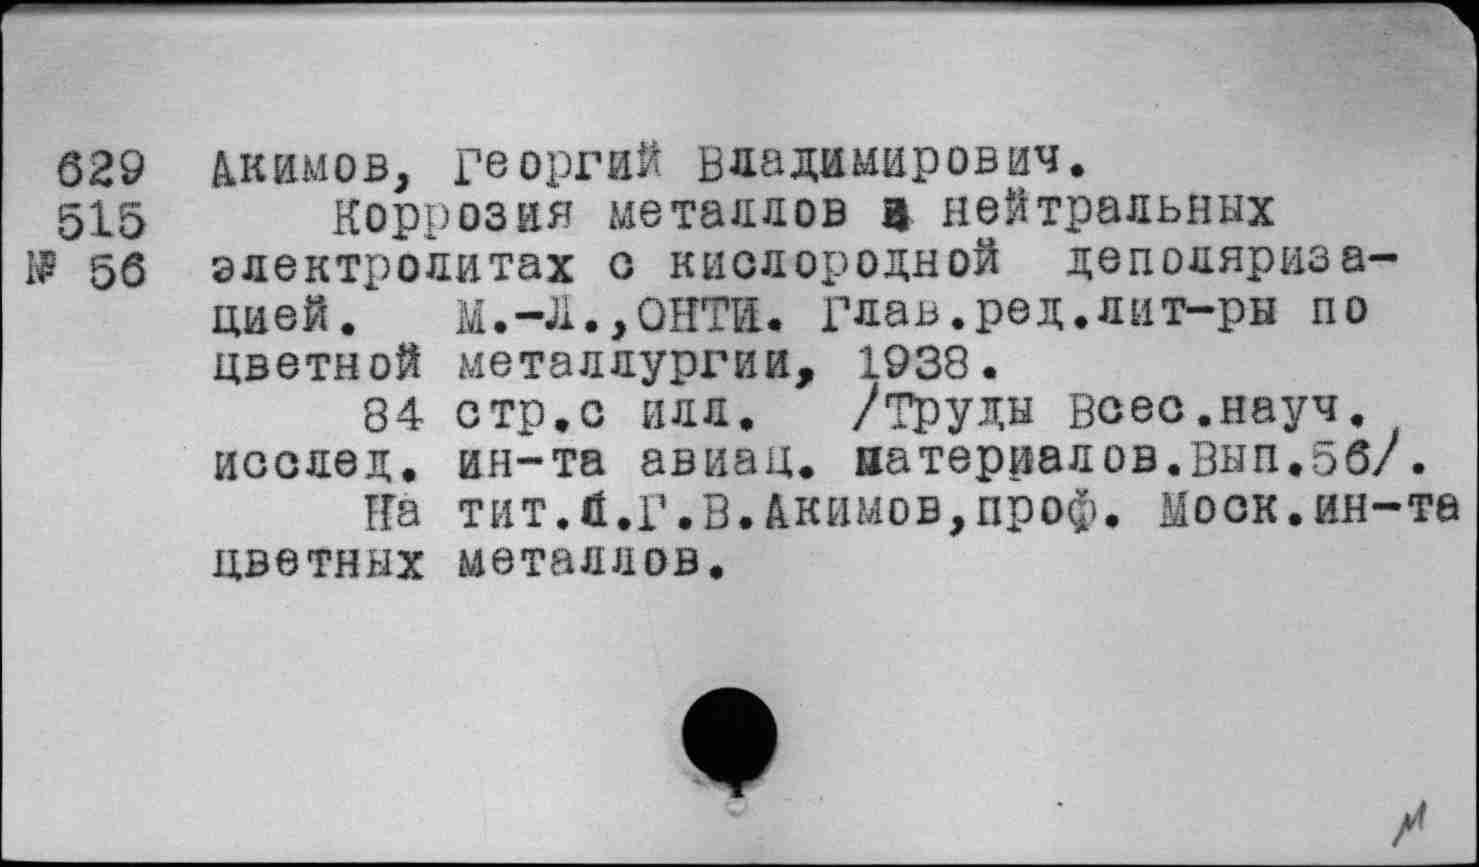 629 Акимов, Георгий Владимирович.
515 Коррозия металлов в нейтральных
№ 56 электролитах с кислородной деполяриза-
цией. М.-Л.,ОНТИ. Глав.ред.лит-ры по
цветной металлургии, 1938.
84 стр.с илл. /Труды Всес.науч.
исслед. ин-та авиац. материалов.Вып.56/.
На тит.л.Г.В.Акимов,проф. Моск.ин-та
цветных металлов.